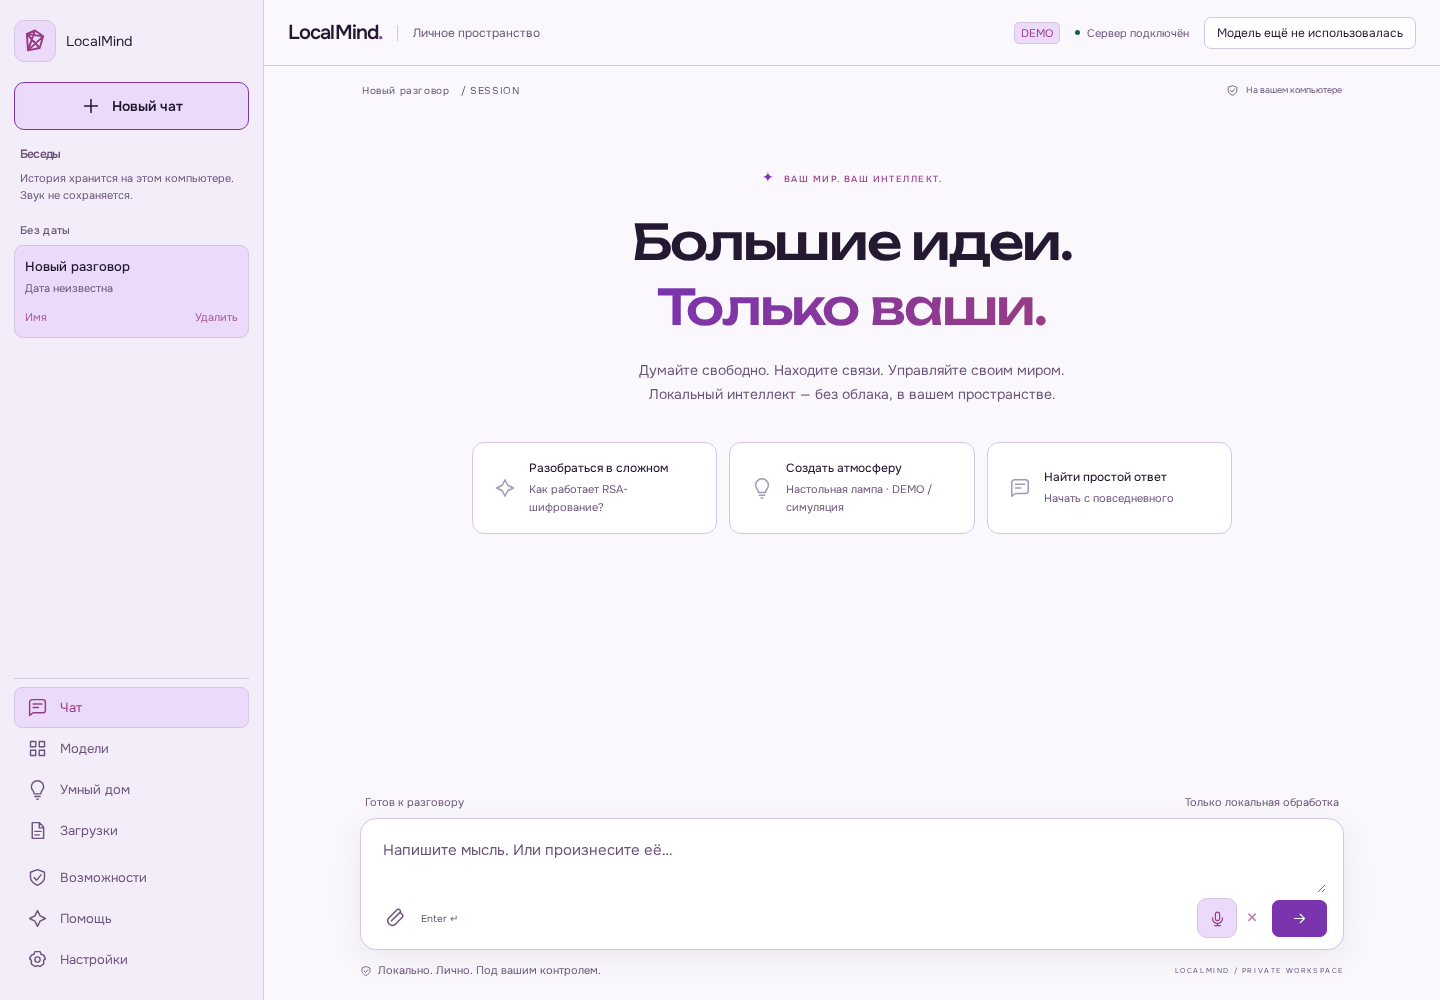 LocalMind
Новый чат
Беседы
История хранится на этом компьютере.
Звук не сохраняется.
Без даты
Новый разговор
Дата неизвестна
Имя
Удалить
Чат
Модели
Умный дом
Загрузки
Возможности
Помощь
Настройки
LocalMind.
Личное пространство
DEMO
Сервер подключён
Модель ещё не использовалась
Новый разговор / SESSION
На вашем компьютере
ВАШ МИР. ВАШ ИНТЕЛЛЕКТ.
Большие идеи.
Только ваши.
Думайте свободно. Находите связи. Управляйте своим миром.
Локальный интеллект — без облака, в вашем пространстве.
Разобраться в сложном
Как работает RSA-
шифрование?
Создать атмосферу
Настольная лампа · DEMO /
симуляция
Найти простой ответ
Начать с повседневного
Готов к разговору
Только локальная обработка
Напишите мысль. Или произнесите её…
Enter ↵
Локально. Лично. Под вашим контролем.
LOCALMIND / PRIVATE WORKSPACE